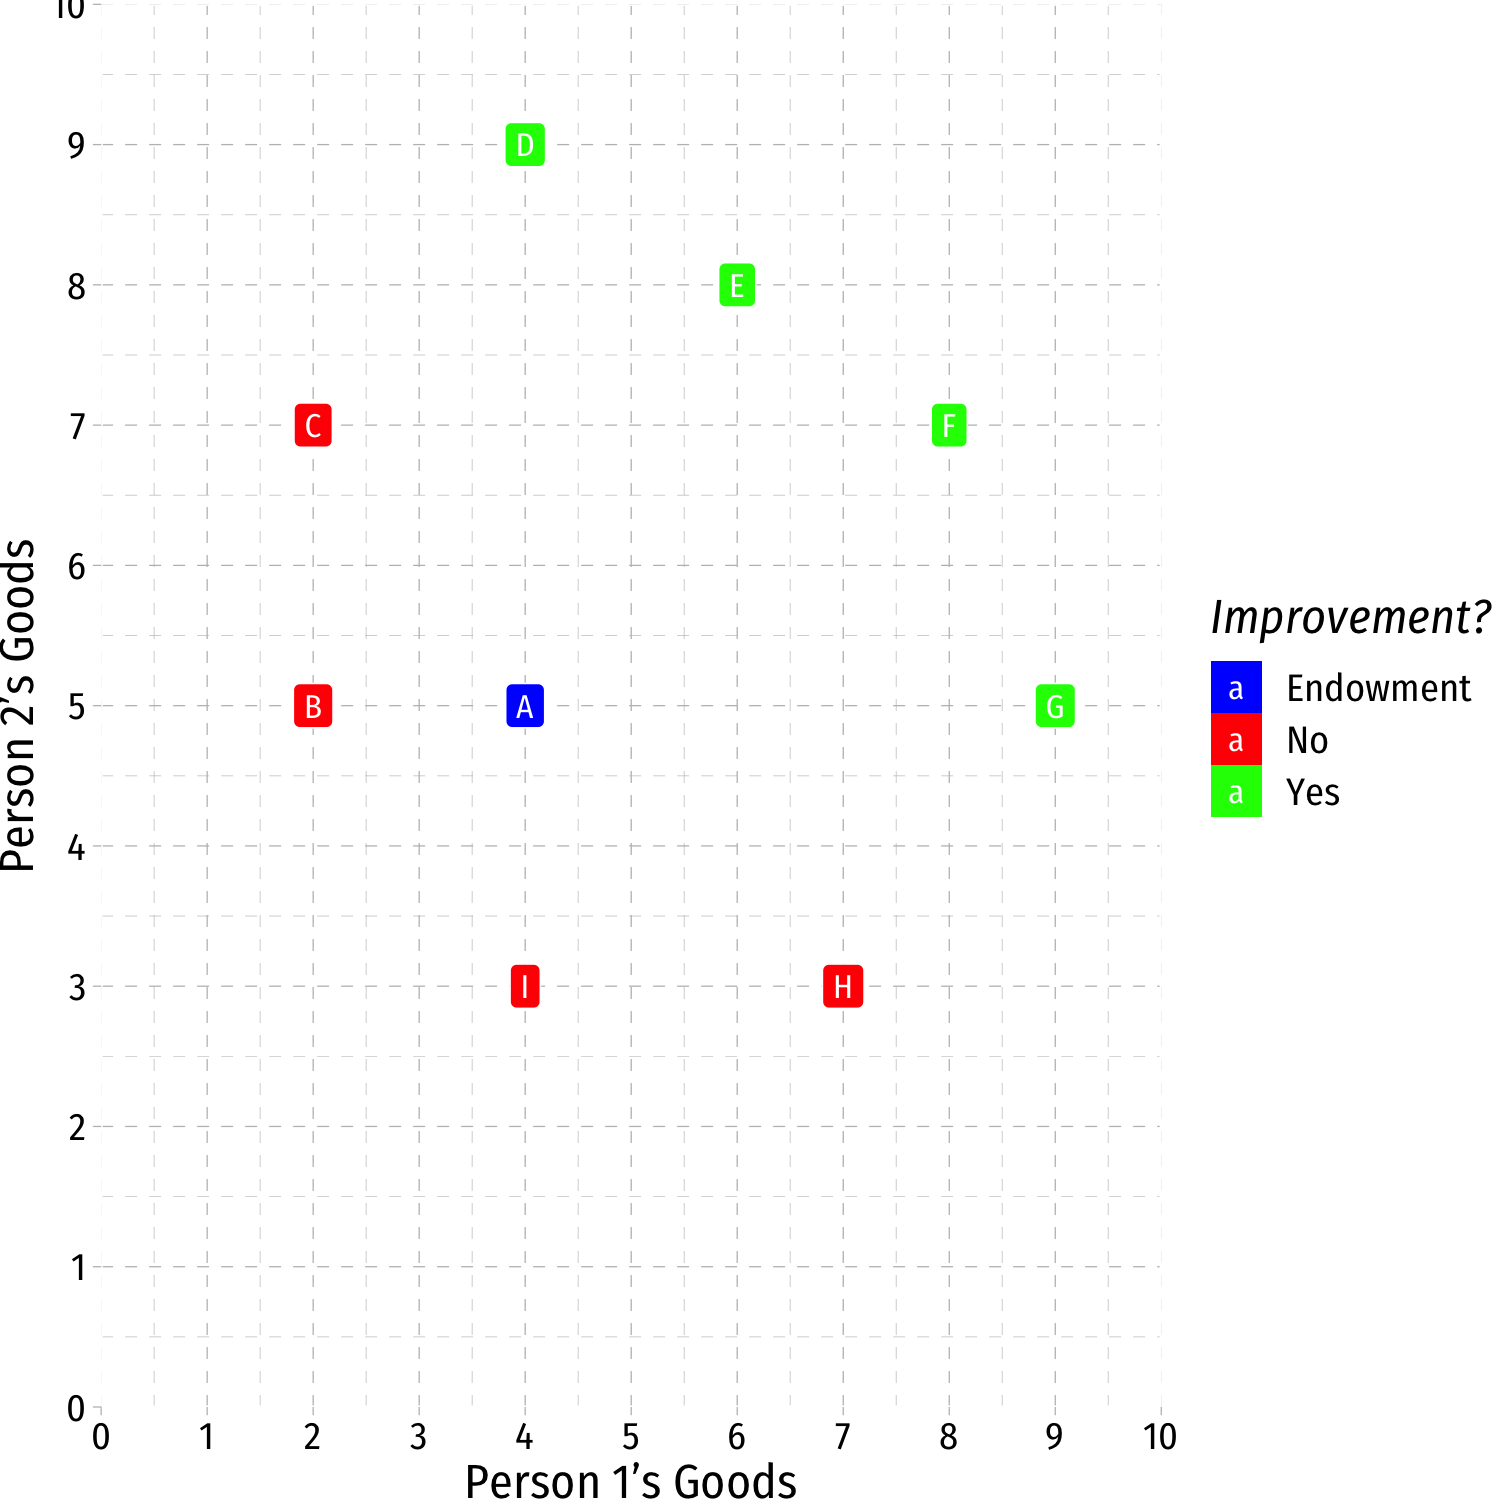 10
9
8
7
6
5
4
3
2
1
0
D
E
C
F
B
A
G
I
H
0 1 2 3 4 5 6 7 8 9 10
Person 1’s Goods
Person 2’s Goods
Improvement?
a Endowment
a No
a Yes